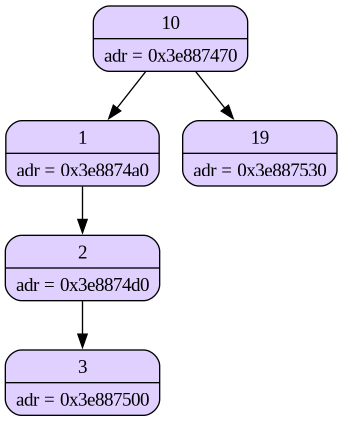 10
adr = 0x3e887470
1
adr = 0x3e8874a0
19
adr = 0x3e887530
2
adr = 0x3e8874d0
3
adr = 0x3e887500